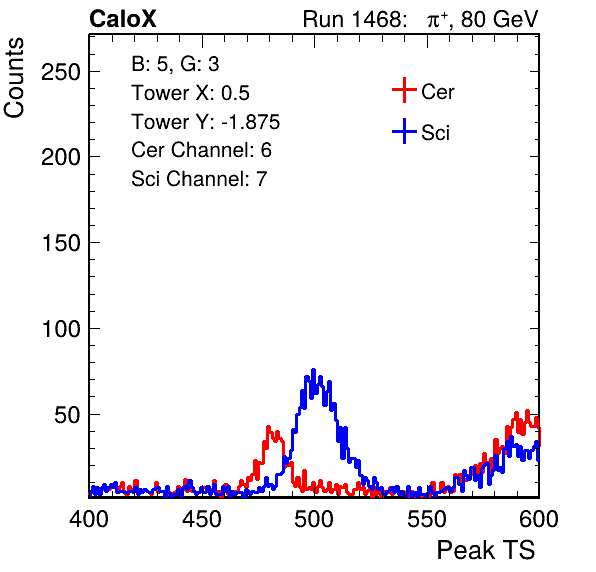 CaloX Run 1468: π⁺, 80 GeV
Counts
B: 5, G: 3
Tower X: 0.5
Tower Y: -1.875
Cer Channel: 6
Sci Channel: 7
Cer
Sci
250
200
150
100
50
400 450 500 550 600
Peak TS